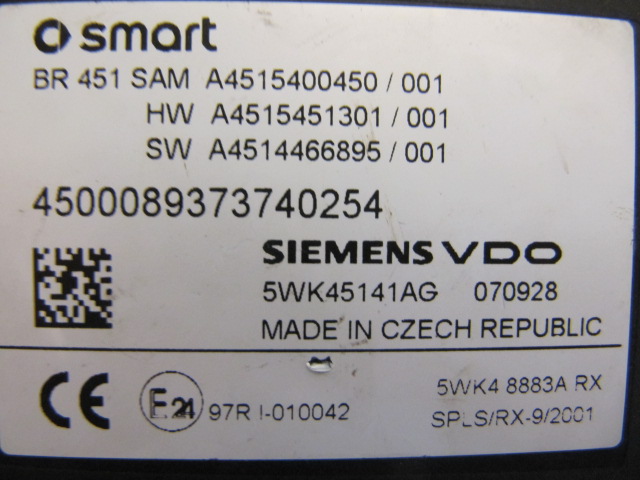 smart
BR 451 SAM A4515400450 / 001
HW A4515451301 / 001
SW A4514466895 / 001
4500089373740254
SIEMENS VDO
5WK45141AG 070928
MADE IN CZECH REPUBLIC
CE E24 97R I-010042
5WK4 8883A RX
SPLS/RX-9/2001